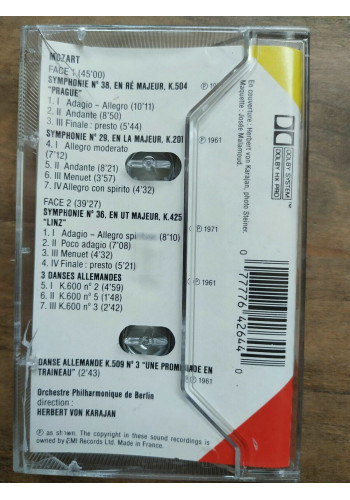 MOZART
FACE 1 (45'00)
SYMPHONIE N° 38, EN RÉ MAJEUR, K.504
"PRAGUE"
1. I Adagio - Allegro (10'11)
2. II Andante (8'50)
3. III Finale: presto (5'44)
℗ 1961
SYMPHONIE N° 29, EN LA MAJEUR, K.201
4. I Allegro moderato
(7'12)
5. II Andante (8'21)
6. III Menuet (3'57)
7. IV Allegro con spirito (4'32)
℗ 1961
FACE 2 (39'27)
SYMPHONIE N° 36, EN UT MAJEUR, K.425
"LINZ"
1. I Adagio - Allegro (8'10)
2. II Poco adagio (7'08)
3. III Menuet (5'32)
4. IV Finale: presto (5'21)
℗ 1971
3 DANSES ALLEMANDES
5. I K.600 n° 2 (4'59)
6. II K.600 n° 5 (1'48)
7. III K.600 n° 3 (2'42)
℗ 1961
DANSE ALLEMANDE K.509 N° 3 "UNE PROMENADE EN
TRAINEAU" (2'43)
℗ 1961
Orchestre Philharmonique de Berlin
direction :
HERBERT VON KARAJAN
℗ as shown. The copyright in these sound recordings is
owned by EMI Records Ltd. Made in France.
En couverture : Herbert
von Karajan, photo Steiner.
Maquette : José Malarnoud.
DOLBY SYSTEM
DOLBY HX PRO
™
0 77776 42644 0